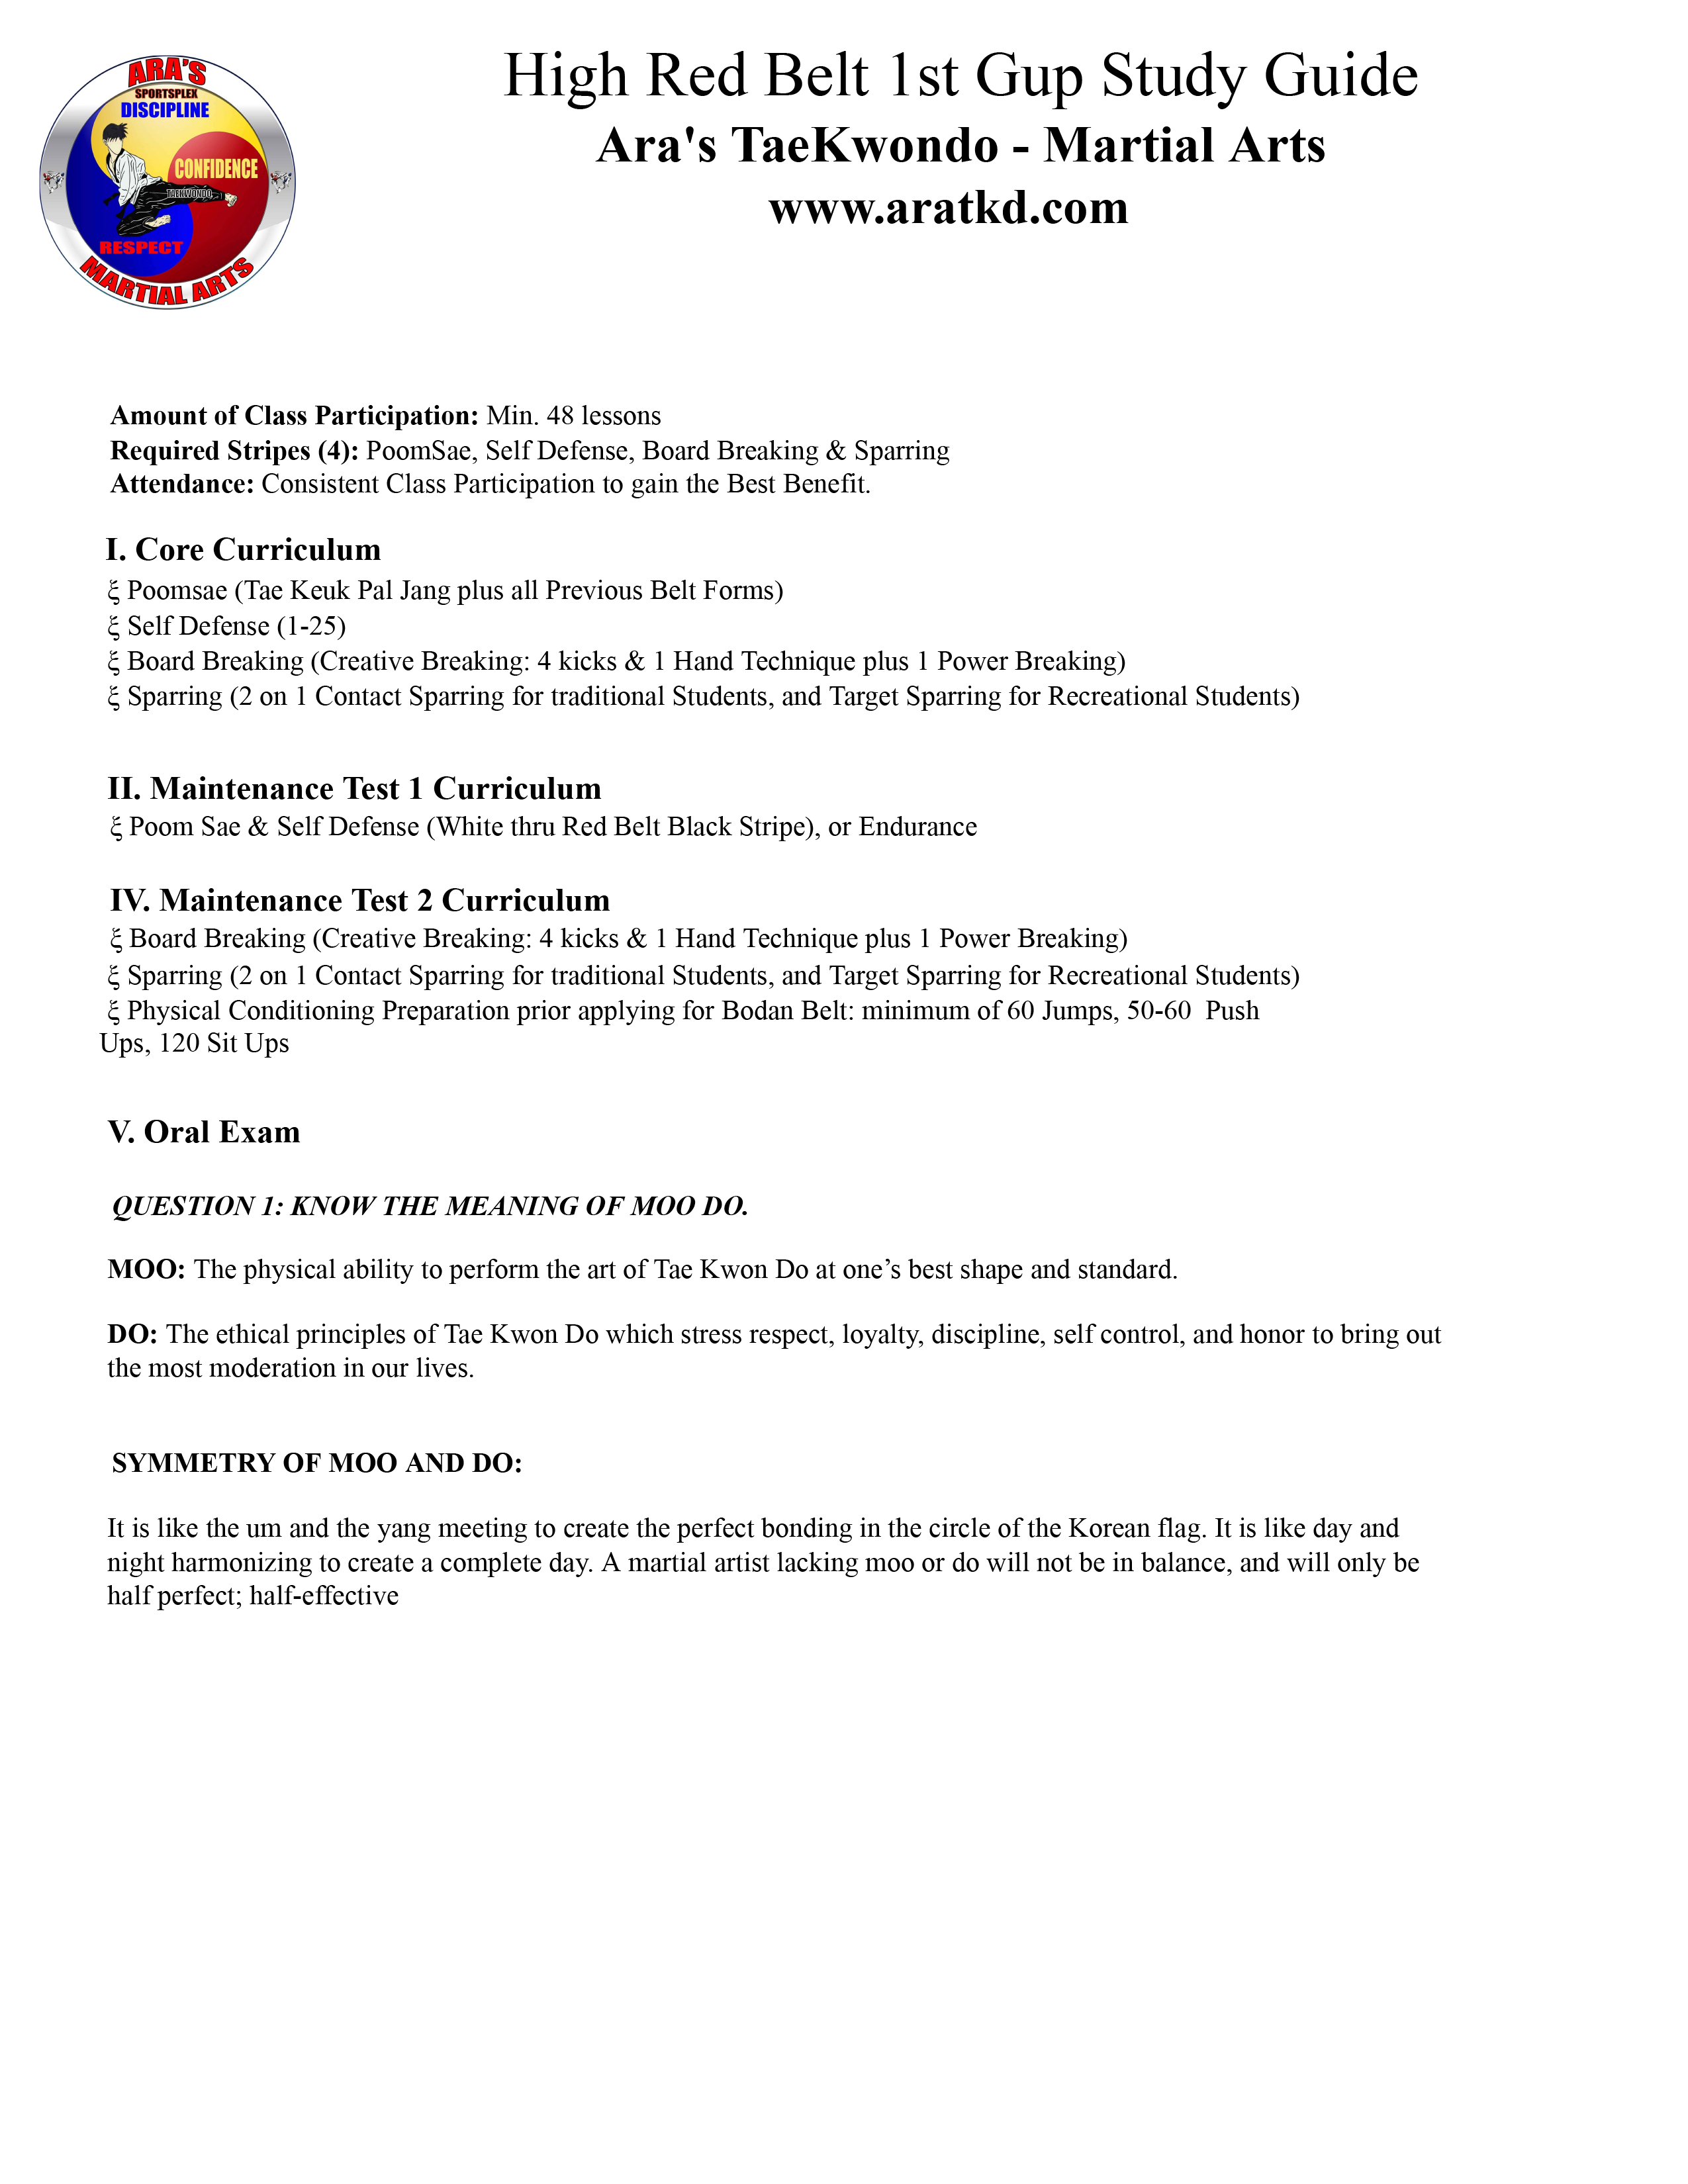 ARA'S
SPORTSPLEX
DISCIPLINE
CONFIDENCE
TAEKWONDO
RESPECT
MARTIAL ARTS
High Red Belt 1st Gup Study Guide
Ara's TaeKwondo - Martial Arts
www.aratkd.com
Amount of Class Participation: Min. 48 lessons
Required Stripes (4): PoomSae, Self Defense, Board Breaking & Sparring
Attendance: Consistent Class Participation to gain the Best Benefit.
I. Core Curriculum
ξ Poomsae (Tae Keuk Pal Jang plus all Previous Belt Forms)
ξ Self Defense (1-25)
ξ Board Breaking (Creative Breaking: 4 kicks & 1 Hand Technique plus 1 Power Breaking)
ξ Sparring (2 on 1 Contact Sparring for traditional Students, and Target Sparring for Recreational Students)
II. Maintenance Test 1 Curriculum
ξ Poom Sae & Self Defense (White thru Red Belt Black Stripe), or Endurance
IV. Maintenance Test 2 Curriculum
ξ Board Breaking (Creative Breaking: 4 kicks & 1 Hand Technique plus 1 Power Breaking)
ξ Sparring (2 on 1 Contact Sparring for traditional Students, and Target Sparring for Recreational Students)
ξ Physical Conditioning Preparation prior applying for Bodan Belt: minimum of 60 Jumps, 50-60  Push
Ups, 120 Sit Ups
V. Oral Exam
QUESTION 1: KNOW THE MEANING OF MOO DO.
MOO: The physical ability to perform the art of Tae Kwon Do at one’s best shape and standard.
DO: The ethical principles of Tae Kwon Do which stress respect, loyalty, discipline, self control, and honor to bring out
the most moderation in our lives.
SYMMETRY OF MOO AND DO:
It is like the um and the yang meeting to create the perfect bonding in the circle of the Korean flag. It is like day and
night harmonizing to create a complete day. A martial artist lacking moo or do will not be in balance, and will only be
half perfect; half-effective